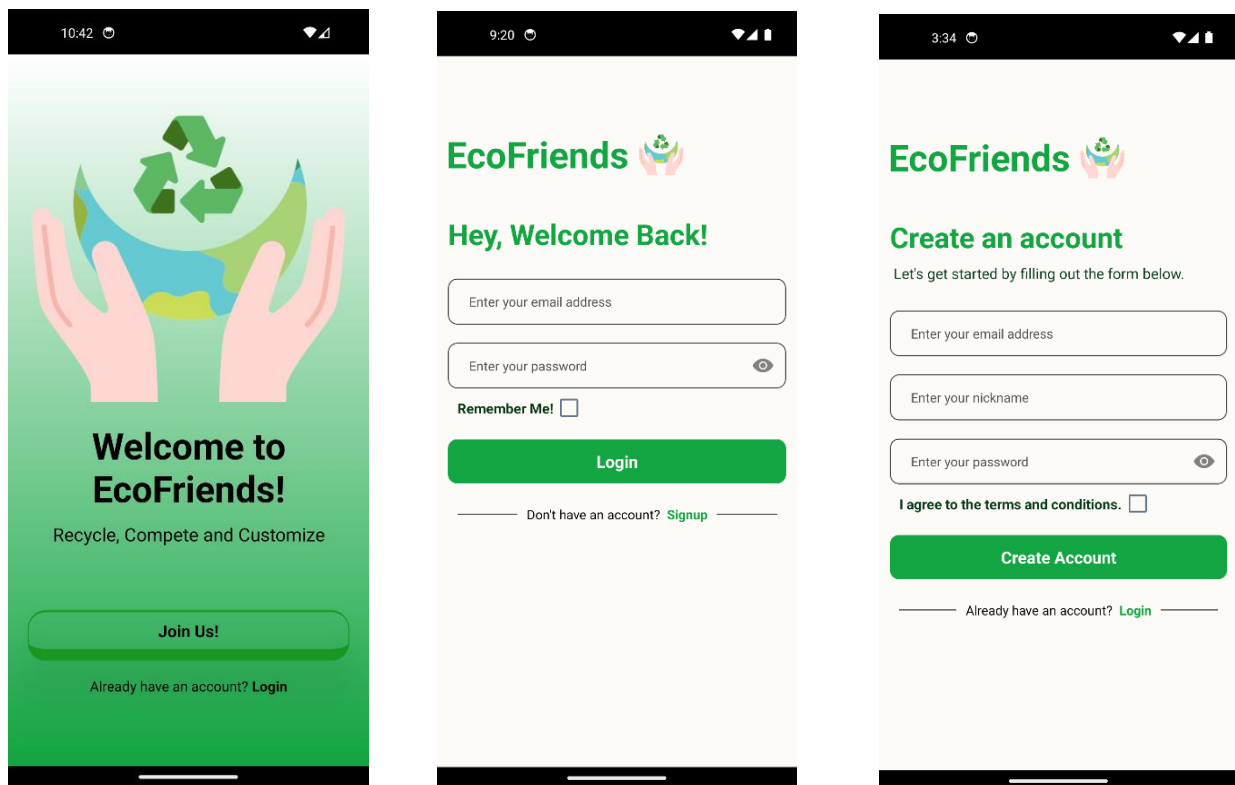 10:42
Welcome to
EcoFriends!
Recycle, Compete and Customize
Join Us!
Already have an account? Login
9:20
EcoFriends
Hey, Welcome Back!
Enter your email address
Enter your password
Remember Me!
Login
Don't have an account? Signup
3:34
EcoFriends
Create an account
Let's get started by filling out the form below.
Enter your email address
Enter your nickname
Enter your password
I agree to the terms and conditions.
Create Account
Already have an account? Login